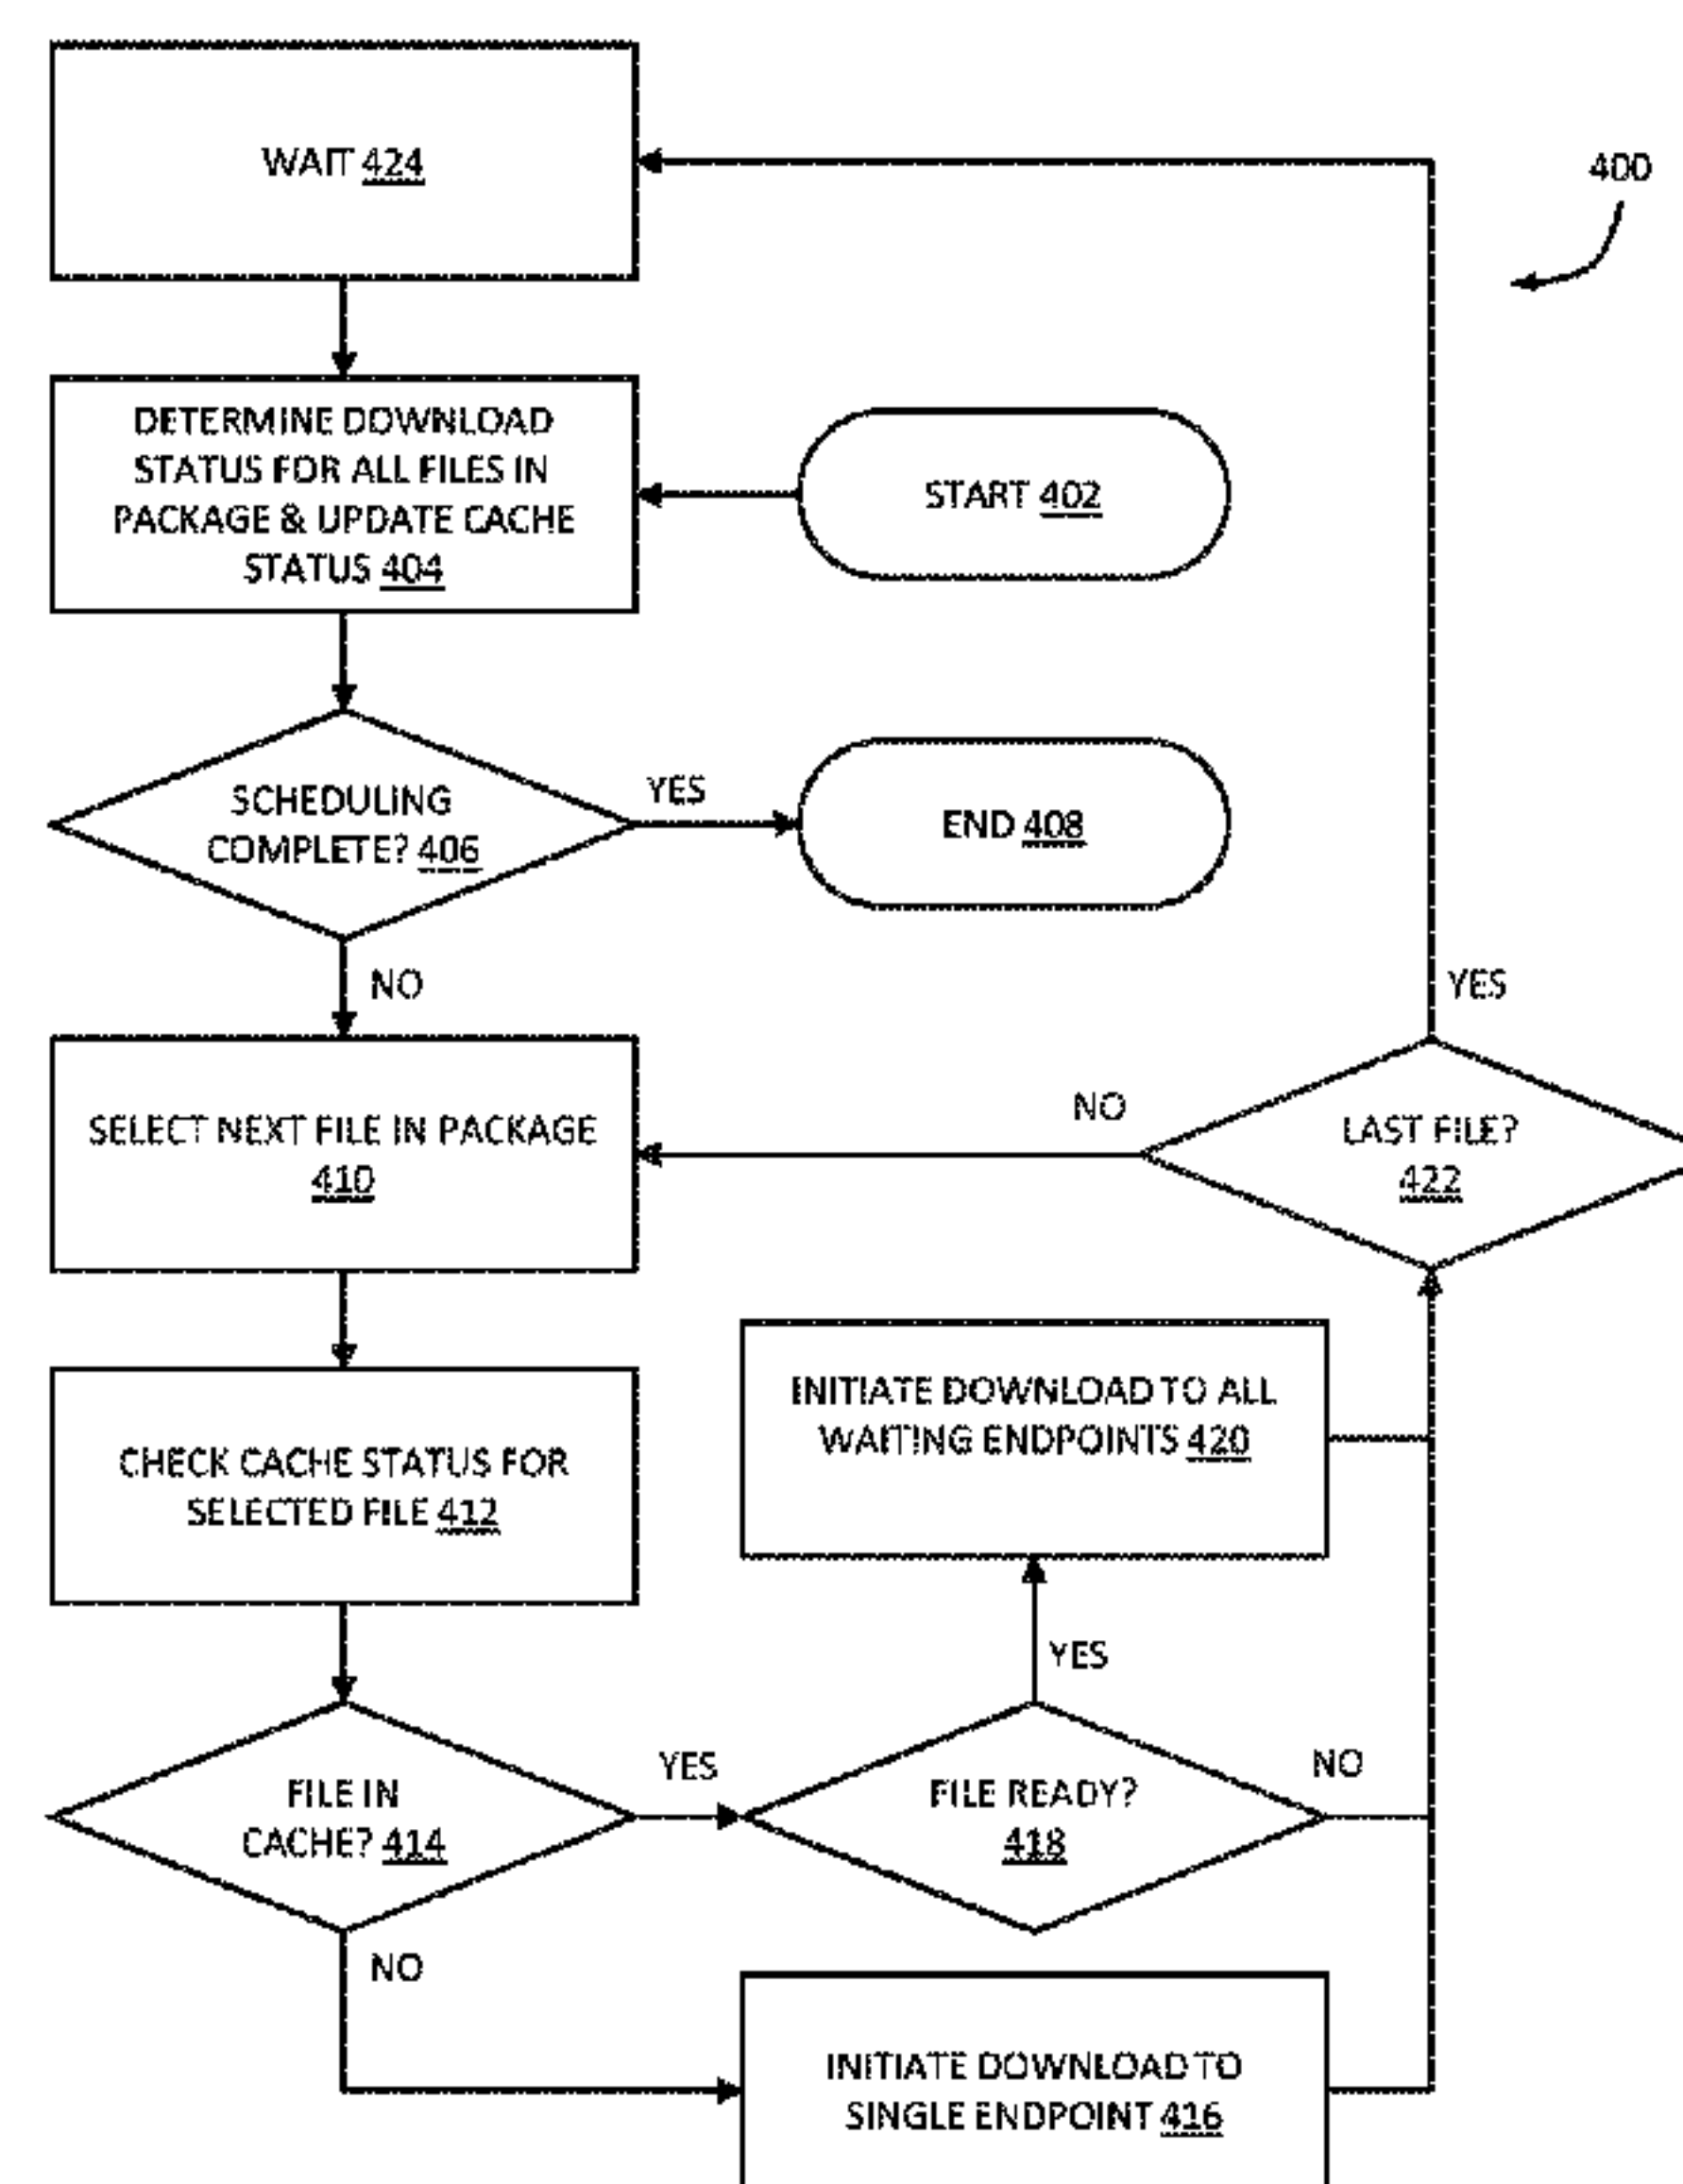 WAIT 424
400
DETERMINE DOWNLOAD
STATUS FOR ALL FILES IN
PACKAGE & UPDATE CACHE
STATUS 404
START 402
SCHEDULING
COMPLETE? 406
YES
END 408
NO
YES
SELECT NEXT FILE IN PACKAGE
410
NO
LAST FILE?
422
INITIATE DOWNLOAD TO ALL
WAITING ENDPOINTS 420
CHECK CACHE STATUS FOR
SELECTED FILE 412
YES
FILE IN
CACHE? 414
YES
FILE READY?
418
NO
NO
INITIATE DOWNLOAD TO
SINGLE ENDPOINT 416